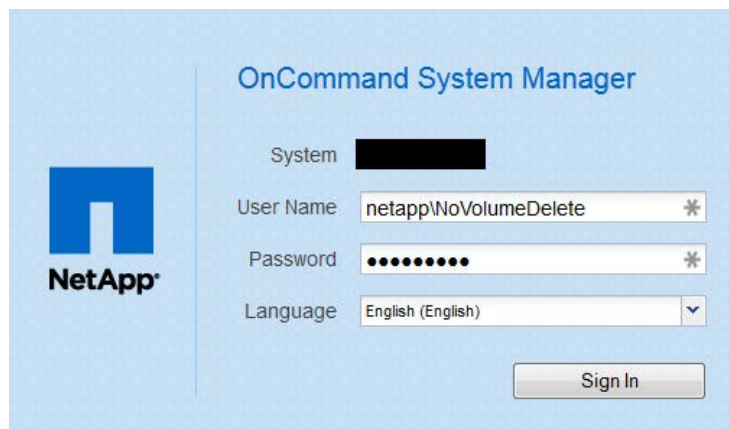 OnCommand System Manager
System
User Name netapp\NoVolumeDelete *
Password ●●●●●●●●●
Language English (English)
NetApp®
Sign In